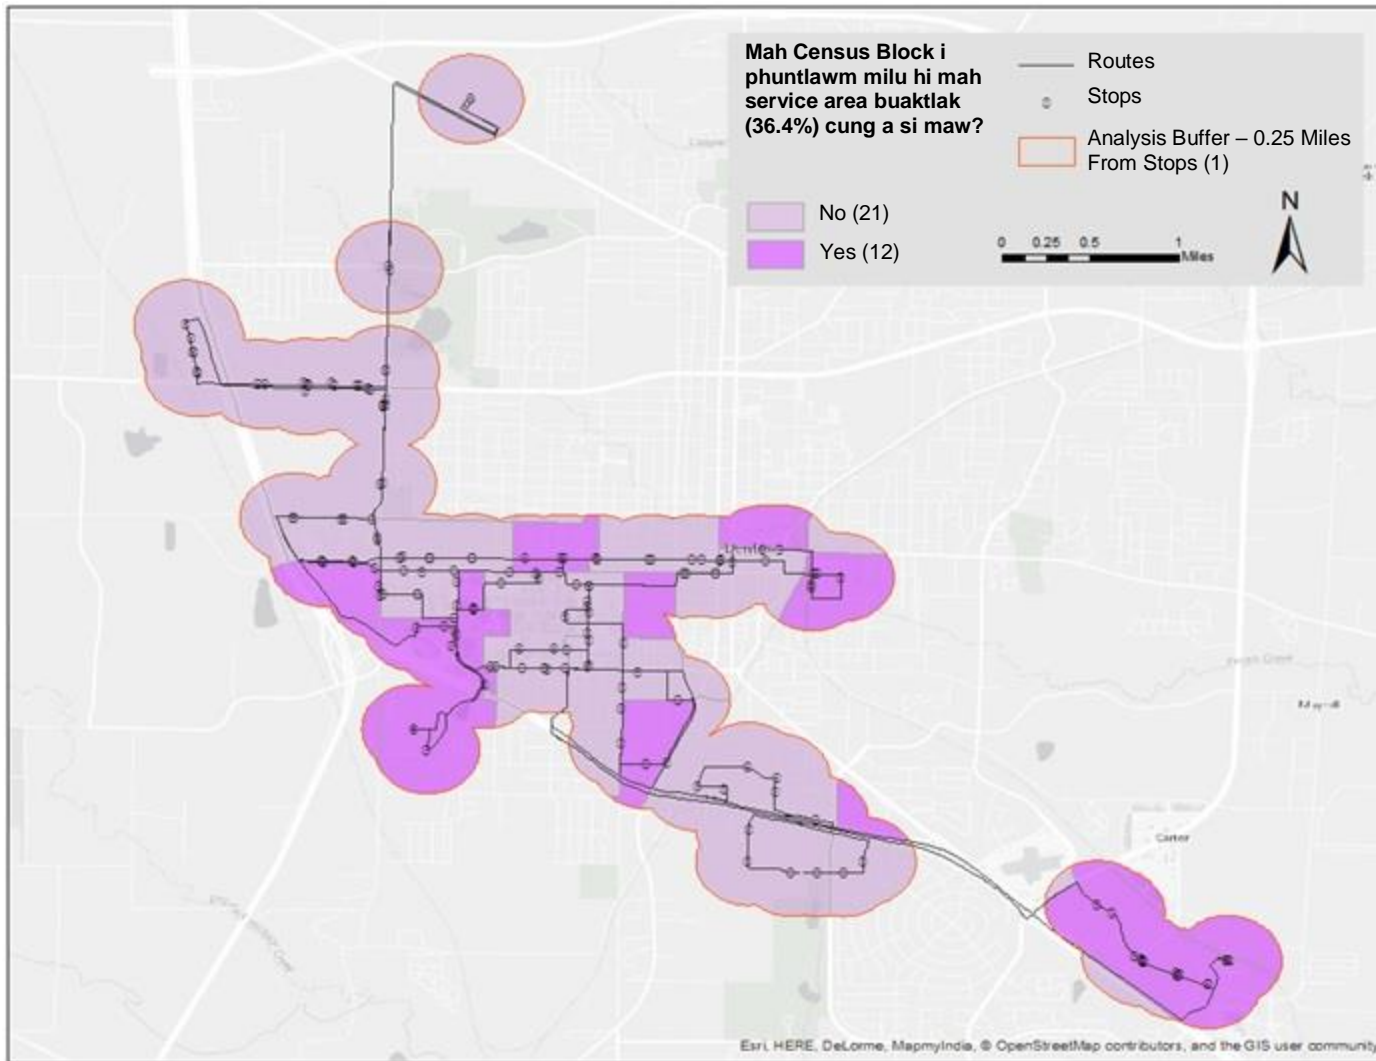 Mah Census Block i
phuntlawm milu hi mah
service area buaktlak
(36.4%) cung a si maw?
Routes
Stops
Analysis Buffer – 0.25 Miles
From Stops (1)
No (21)
Yes (12)
N
0 0.25 0.5 1
Miles
Carter
Esri, HERE, DeLorme, MapmyIndia, © OpenStreetMap contributors, and the GIS user community